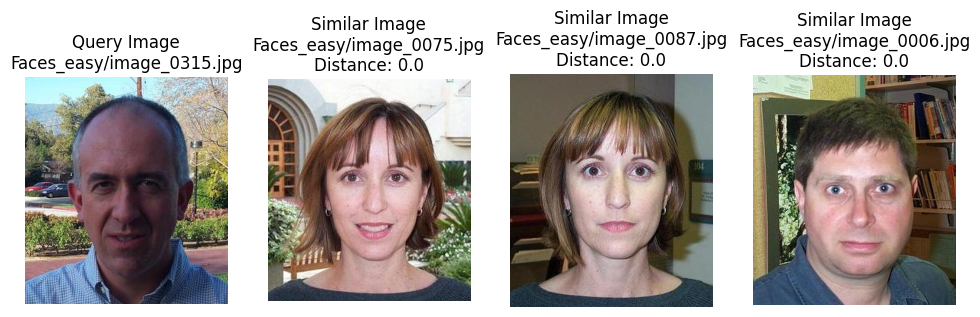 Query Image
Faces_easy/image_0315.jpg
Similar Image
Faces_easy/image_0075.jpg
Distance: 0.0
Similar Image
Faces_easy/image_0087.jpg
Distance: 0.0
Similar Image
Faces_easy/image_0006.jpg
Distance: 0.0